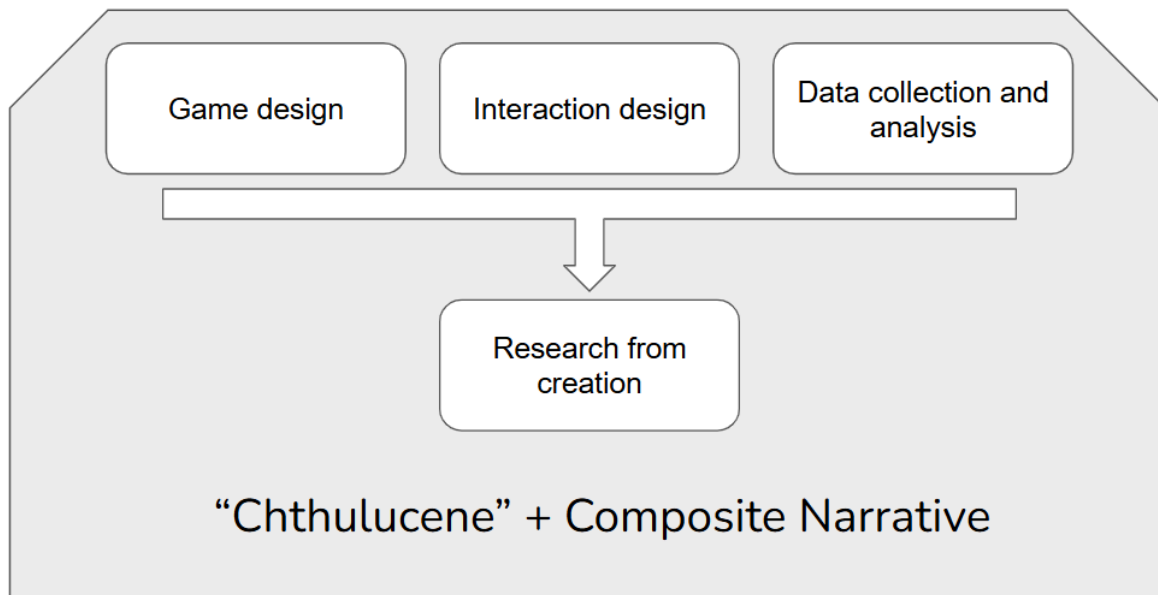 Game design
Interaction design
Data collection and
analysis
Research from
creation
“Chthulucene” + Composite Narrative